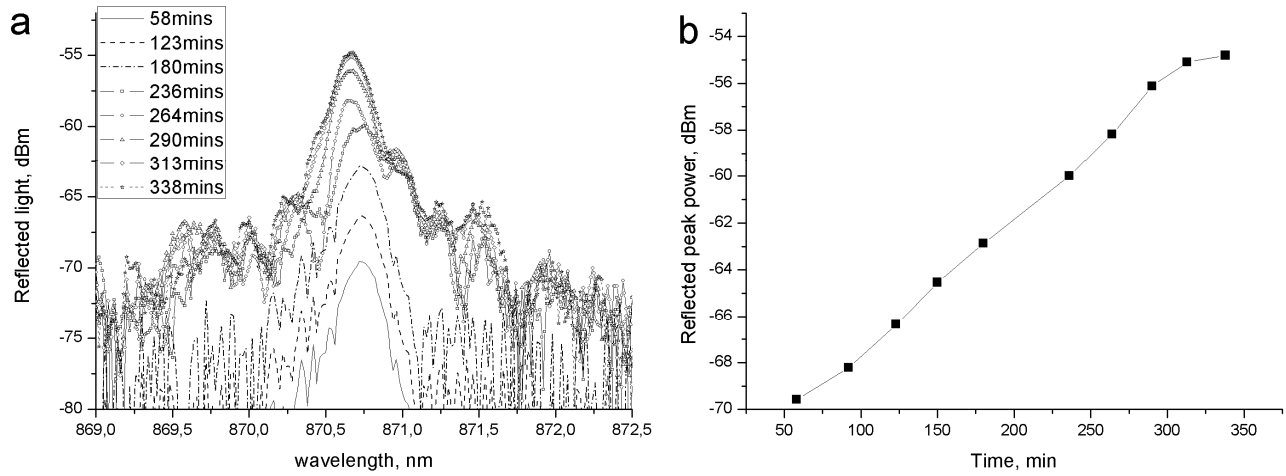 a
58mins
123mins
180mins
236mins
264mins
290mins
313mins
338mins
-55
-60
-65
-70
-75
-80
Reflected light, dBm
869,0 869,5 870,0 870,5 871,0 871,5 872,0 872,5
wavelength, nm
b
-54
-56
-58
-60
-62
-64
-66
-68
-70
Reflected peak power, dBm
50 100 150 200 250 300 350
Time, min